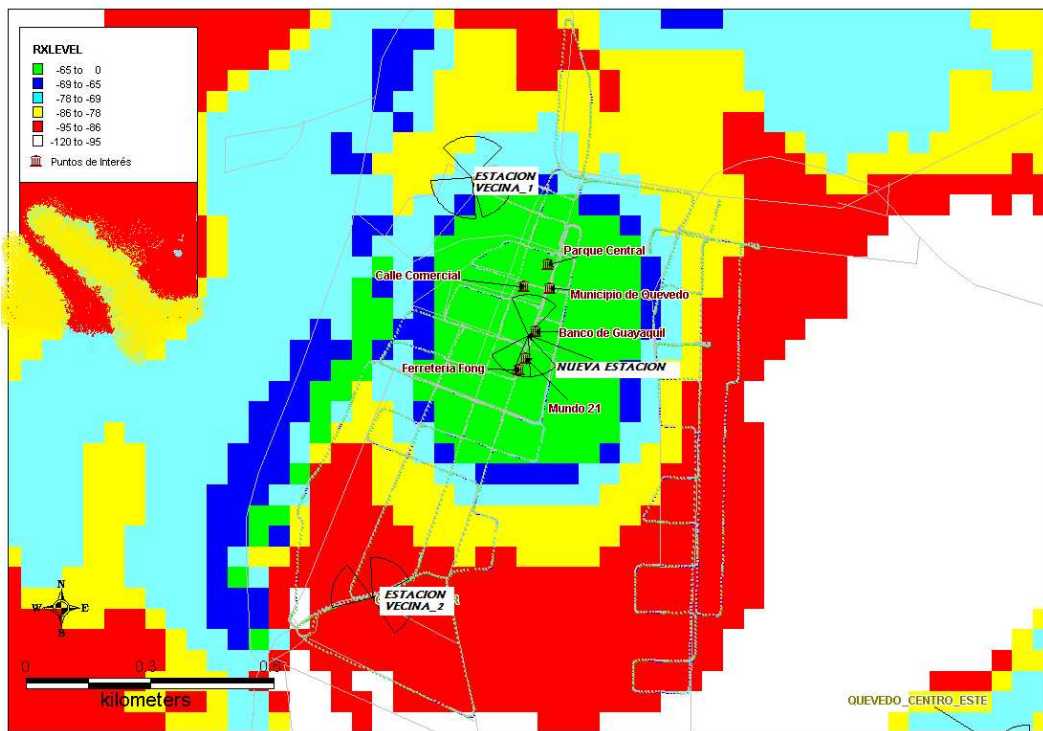 RXLEVEL
-65 to 0
-69 to -65
-78 to -69
-86 to -78
-95 to -86
-120 to -95
Puntos de Interés
ESTACION
VECINA_1
Parque Central
Calle Comercial
Municipio de Quevedo
Banco de Guayaquil
NUEVA ESTACION
Ferreteria Fong
Mundo 21
ESTACION
VECINA_2
N
W E
S
0 0,3 0,6
kilometers
QUEVEDO_CENTRO_ESTE